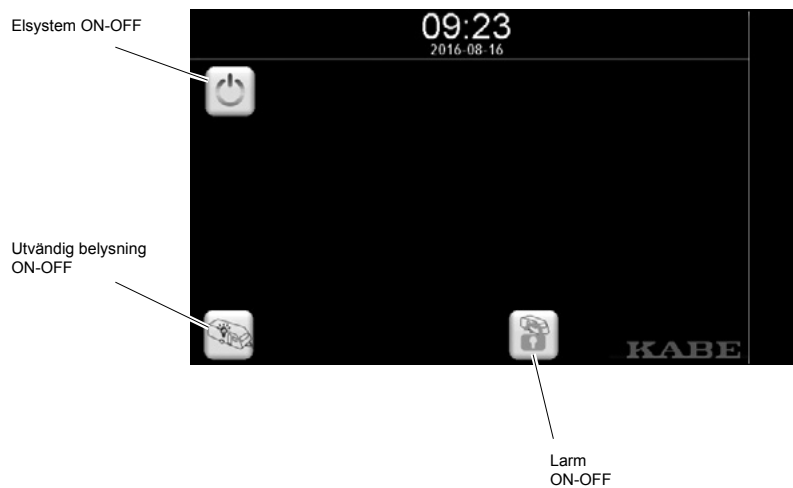 Elsystem ON-OFF
09:23
2016-08-16
Utvändig belysning
ON-OFF
KABE
Larm
ON-OFF